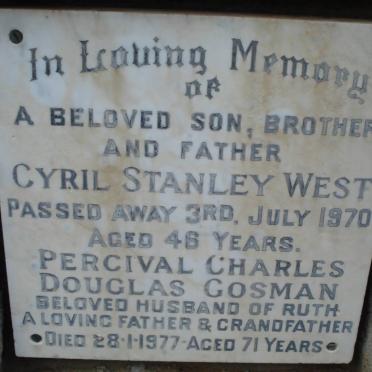 In Loving Memory
OF
A BELOVED SON, BROTHER
AND FATHER
CYRIL STANLEY WEST
PASSED AWAY 3RD, JULY 1970
AGED 46 YEARS.
PERCIVAL CHARLES
DOUGLAS GOSMAN
BELOVED HUSBAND OF RUTH
A LOVING FATHER & GRANDFATHER
DIED 28-1-1977-AGED 71 YEARS